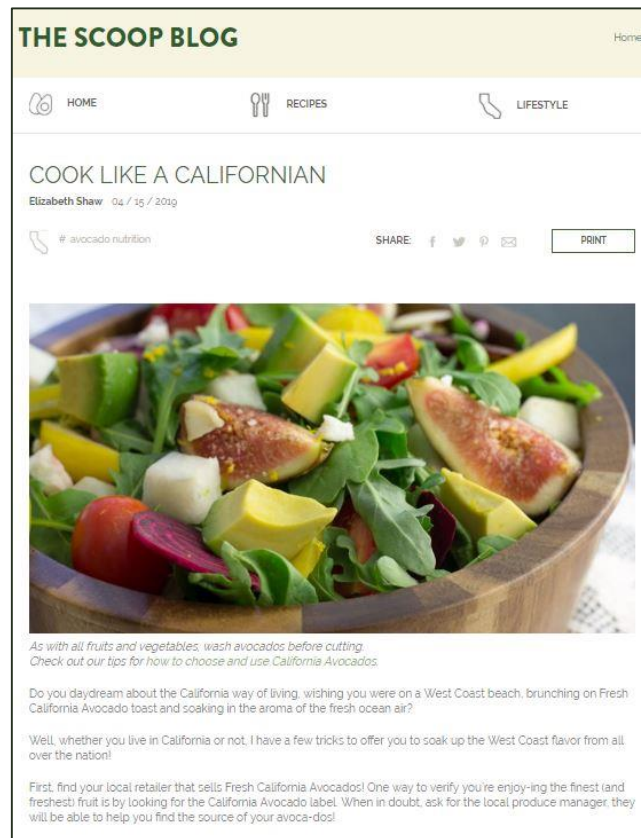 THE SCOOP BLOG
Home
HOME
RECIPES
LIFESTYLE
COOK LIKE A CALIFORNIAN
Elizabeth Shaw 04 / 15 / 2019
# avocado nutrition
SHARE:
PRINT
As with all fruits and vegetables, wash avocados before cutting.
Check out our tips for how to choose and use California Avocados.
Do you daydream about the California way of living, wishing you were on a West Coast beach, brunching on Fresh
California Avocado toast and soaking in the aroma of the fresh ocean air?
Well, whether you live in California or not, I have a few tricks to offer you to soak up the West Coast flavor from all
over the nation!
First, find your local retailer that sells Fresh California Avocados! One way to verify you're enjoy-ing the finest (and
freshest) fruit is by looking for the California Avocado label. When in doubt, ask for the local produce manager, they
will be able to help you find the source of your avoca-dos!